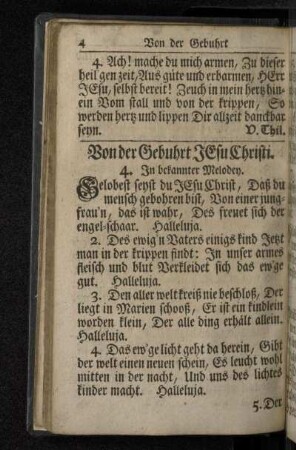 4 Von der Gebuhrt
4. Ach! mache du mich armen, Zu dieser
heil gen zeit, Aus güte und erbarmen, HErr
JEsu, selbst bereit! Zeuch in mein hertz hin-
ein Vom stall und von der krippen, So
werden hertz und lippen Dir allzeit danckbar
seyn. V. Thil.
Von der Gebuhrt JEsu Christi.
4. In bekannter Melodey.
Gelobest seyst du JEsu Christ, Daß du
mensch gebohren bist, Von einer jung-
frau'n, das ist wahr, Des freuet sich der
engel-schaar. Halleluja.
2. Des ewig'n Vaters einigs kind Jetzt
man in der krippen findt: In unser armes
fleisch und blut Verkleidet sich das ew'ge
gut. Halleluja.
3. Den aller welt kreiß nie beschloß, Der
liegt in Marien schooß, Er ist ein kindlein
worden klein, Der alle ding erhält allein.
Halleluja.
4. Das ew'ge licht geht da herein, Gibt
der welt einen neuen schein, Es leucht wohl
mitten in der nacht, Und uns des lichtes
kinder macht. Halleluja.
5. Der